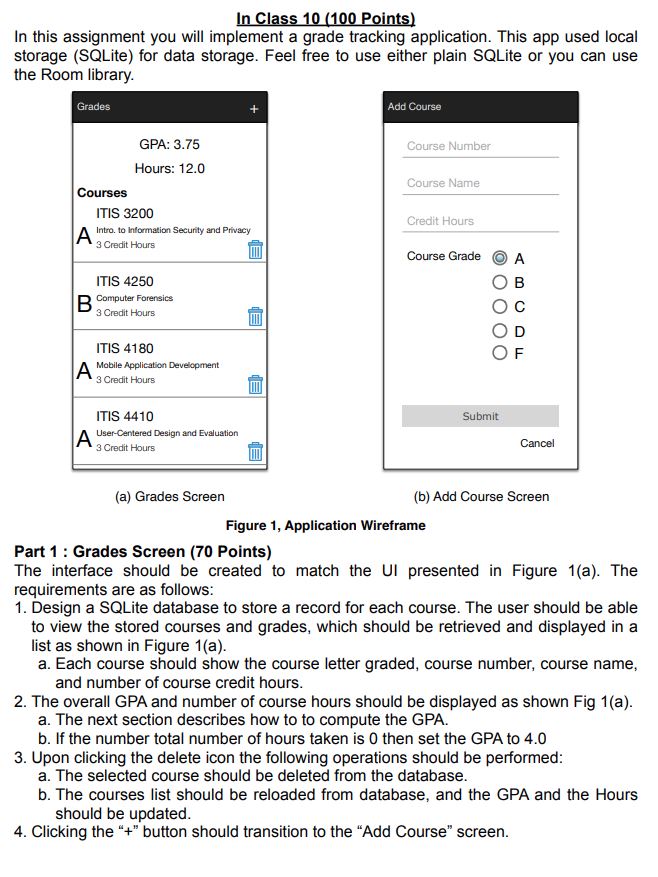 In Class 10 (100 Points)
In this assignment you will implement a grade tracking application. This app used local
storage (SQLite) for data storage. Feel free to use either plain SQLite or you can use
the Room library.
Grades +
GPA: 3.75
Hours: 12.0
Courses
ITIS 3200
A Intro. to Information Security and Privacy
3 Credit Hours
ITIS 4250
B Computer Forensics
3 Credit Hours
ITIS 4180
A Mobile Application Development
3 Credit Hours
ITIS 4410
A User-Centered Design and Evaluation
3 Credit Hours
(a) Grades Screen
Add Course
Course Number
Course Name
Credit Hours
Course Grade A
B
C
D
F
Submit
Cancel
(b) Add Course Screen
Figure 1, Application Wireframe
Part 1 : Grades Screen (70 Points)
The interface should be created to match the UI presented in Figure 1(a). The
requirements are as follows:
1. Design a SQLite database to store a record for each course. The user should be able
to view the stored courses and grades, which should be retrieved and displayed in a
list as shown in Figure 1(a).
a. Each course should show the course letter graded, course number, course name,
and number of course credit hours.
2. The overall GPA and number of course hours should be displayed as shown Fig 1(a).
a. The next section describes how to to compute the GPA.
b. If the number total number of hours taken is 0 then set the GPA to 4.0
3. Upon clicking the delete icon the following operations should be performed:
a. The selected course should be deleted from the database.
b. The courses list should be reloaded from database, and the GPA and the Hours
should be updated.
4. Clicking the “+” button should transition to the “Add Course” screen.